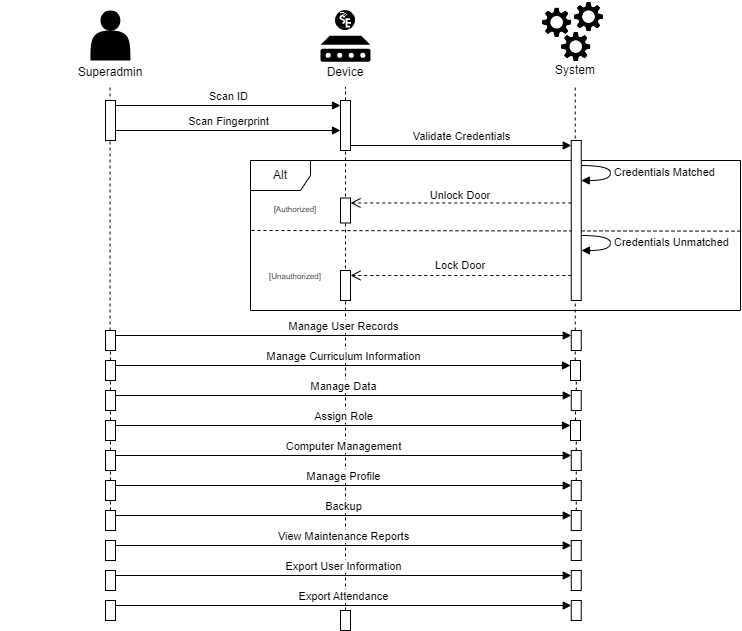 Superadmin
Device
System
Scan ID
Scan Fingerprint
Validate Credentials
Alt
Credentials Matched
Unlock Door
[Authorized]
Credentials Unmatched
Lock Door
[Unauthorized]
Manage User Records
Manage Curriculum Information
Manage Data
Assign Role
Computer Management
Manage Profile
Backup
View Maintenance Reports
Export User Information
Export Attendance